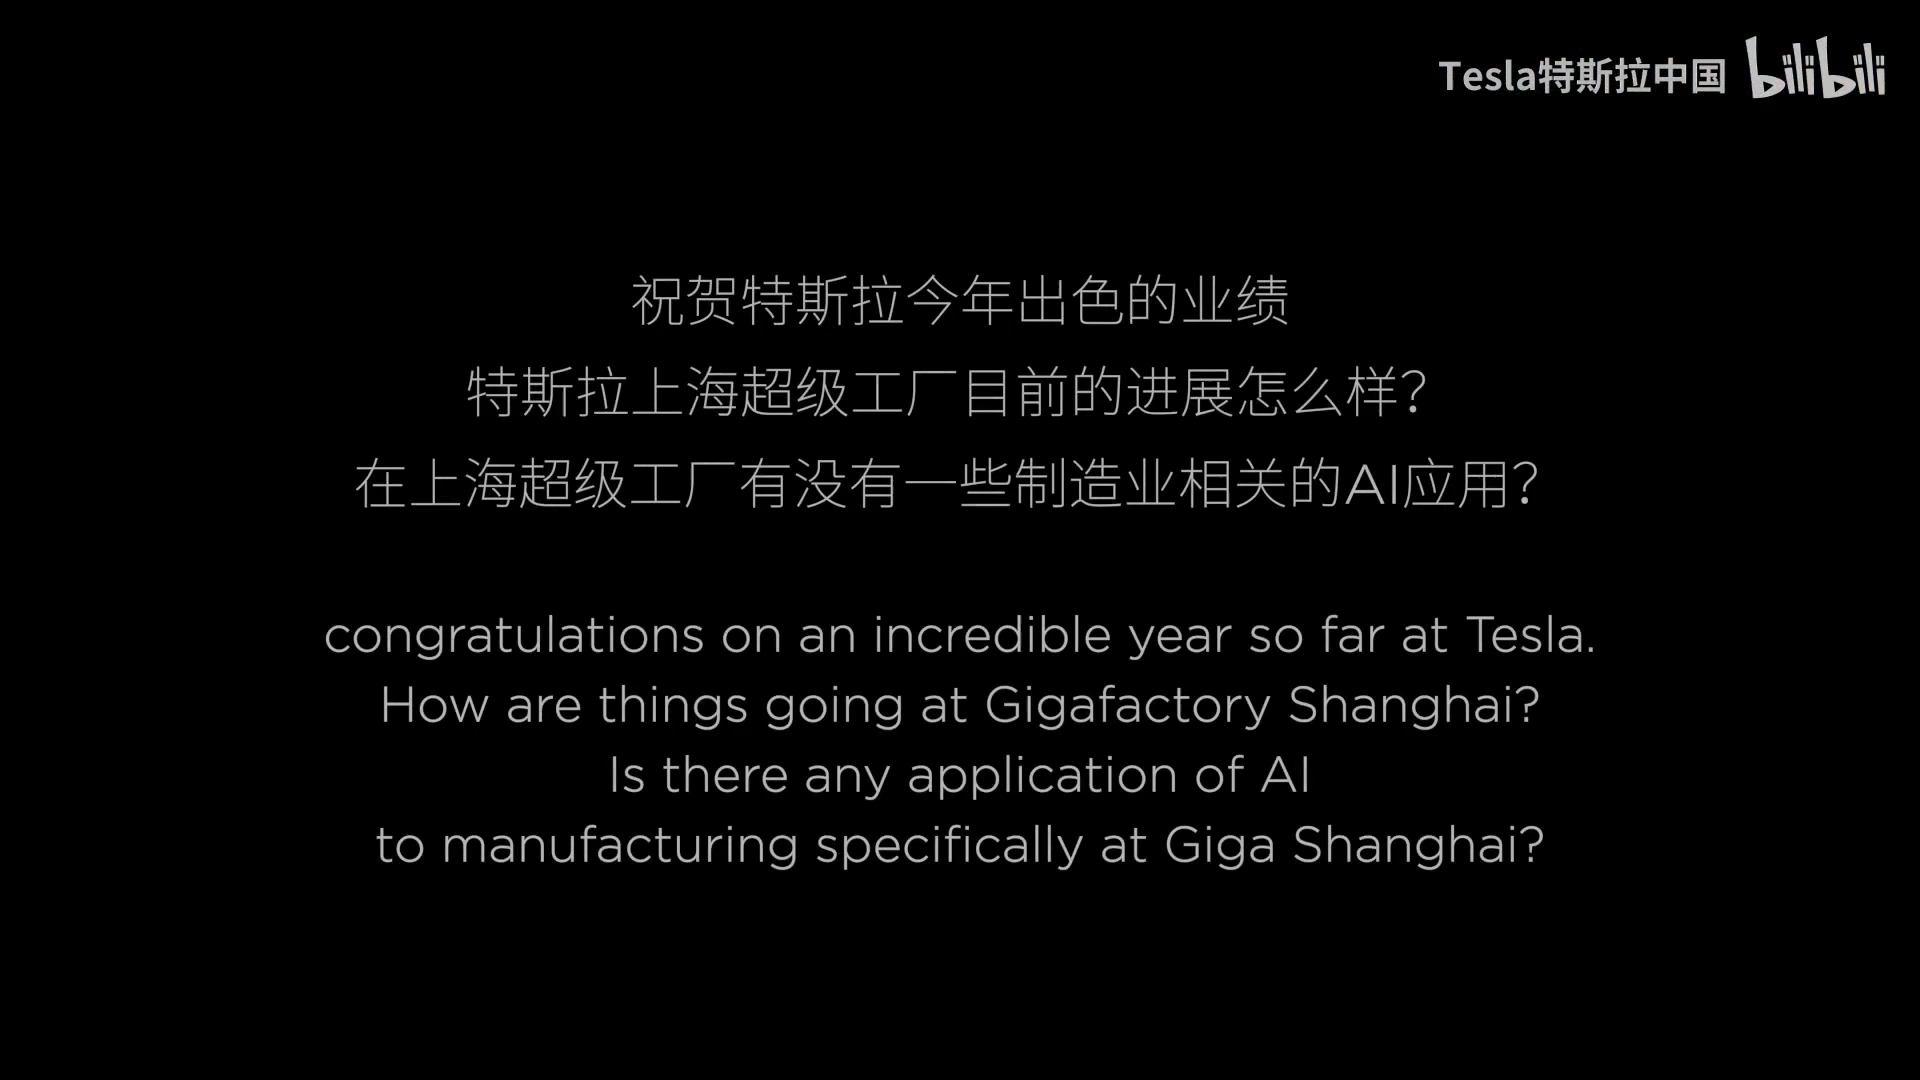 Tesla特斯拉中国 bilibili
祝贺特斯拉今年出色的业绩
特斯拉上海超级工厂目前的进展怎么样?
在上海超级工厂有没有一些制造业相关的AI应用?
congratulations on an incredible year so far at Tesla.
How are things going at Gigafactory Shanghai?
Is there any application of AI
to manufacturing specifically at Giga Shanghai?